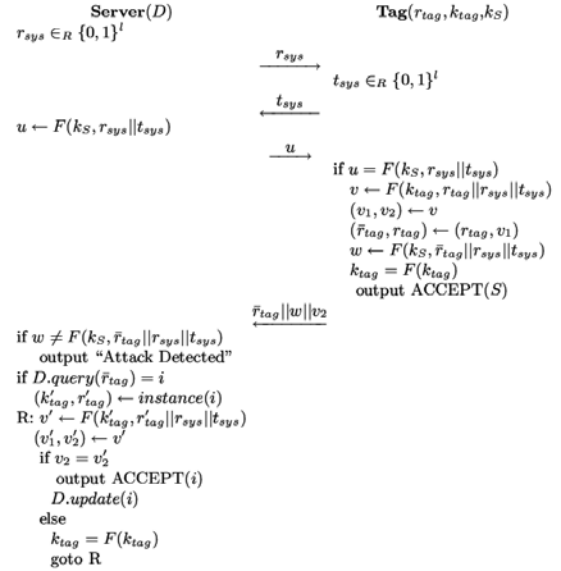 Server(D) Tag(r_tag,k_tag,k_S)
r_sys ∈_R {0,1}^l
r_sys
t_sys ∈_R {0,1}^l
t_sys
u ← F(k_S, r_sys||t_sys)
u
if u = F(k_S, r_sys||t_sys)
v ← F(k_tag, r_tag||r_sys||t_sys)
(v_1, v_2) ← v
(r̄_tag, r_tag) ← (r_tag, v_1)
w ← F(k_S, r̄_tag||r_sys||t_sys)
k_tag = F(k_tag)
output ACCEPT(S)
r̄_tag||w||v_2
if w ≠ F(k_S, r̄_tag||r_sys||t_sys)
output “Attack Detected”
if D.query(r̄_tag) = i
(k′_tag, r′_tag) ← instance(i)
R: v′ ← F(k′_tag, r′_tag||r_sys||t_sys)
(v′_1, v′_2) ← v′
if v_2 = v′_2
output ACCEPT(i)
D.update(i)
else
k_tag = F(k_tag)
goto R